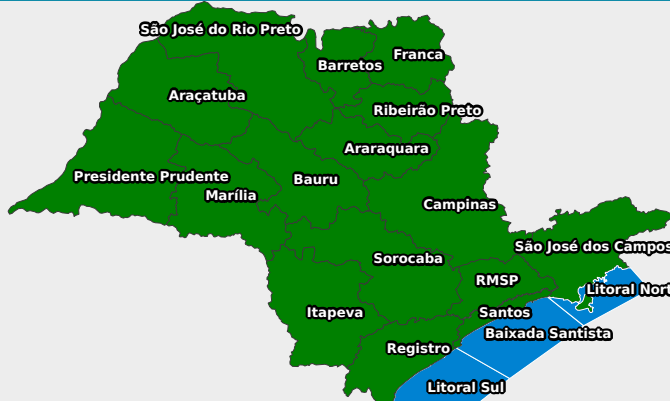 São José do Rio Preto
Franca
Barretos
Araçatuba
Ribeirão Preto
Araraquara
Presidente Prudente
Bauru
Marília
Campinas
São José dos Campos
Sorocaba
RMSP
Litoral Nort
Itapeva
Santos
Baixada Santista
Registro
Litoral Sul